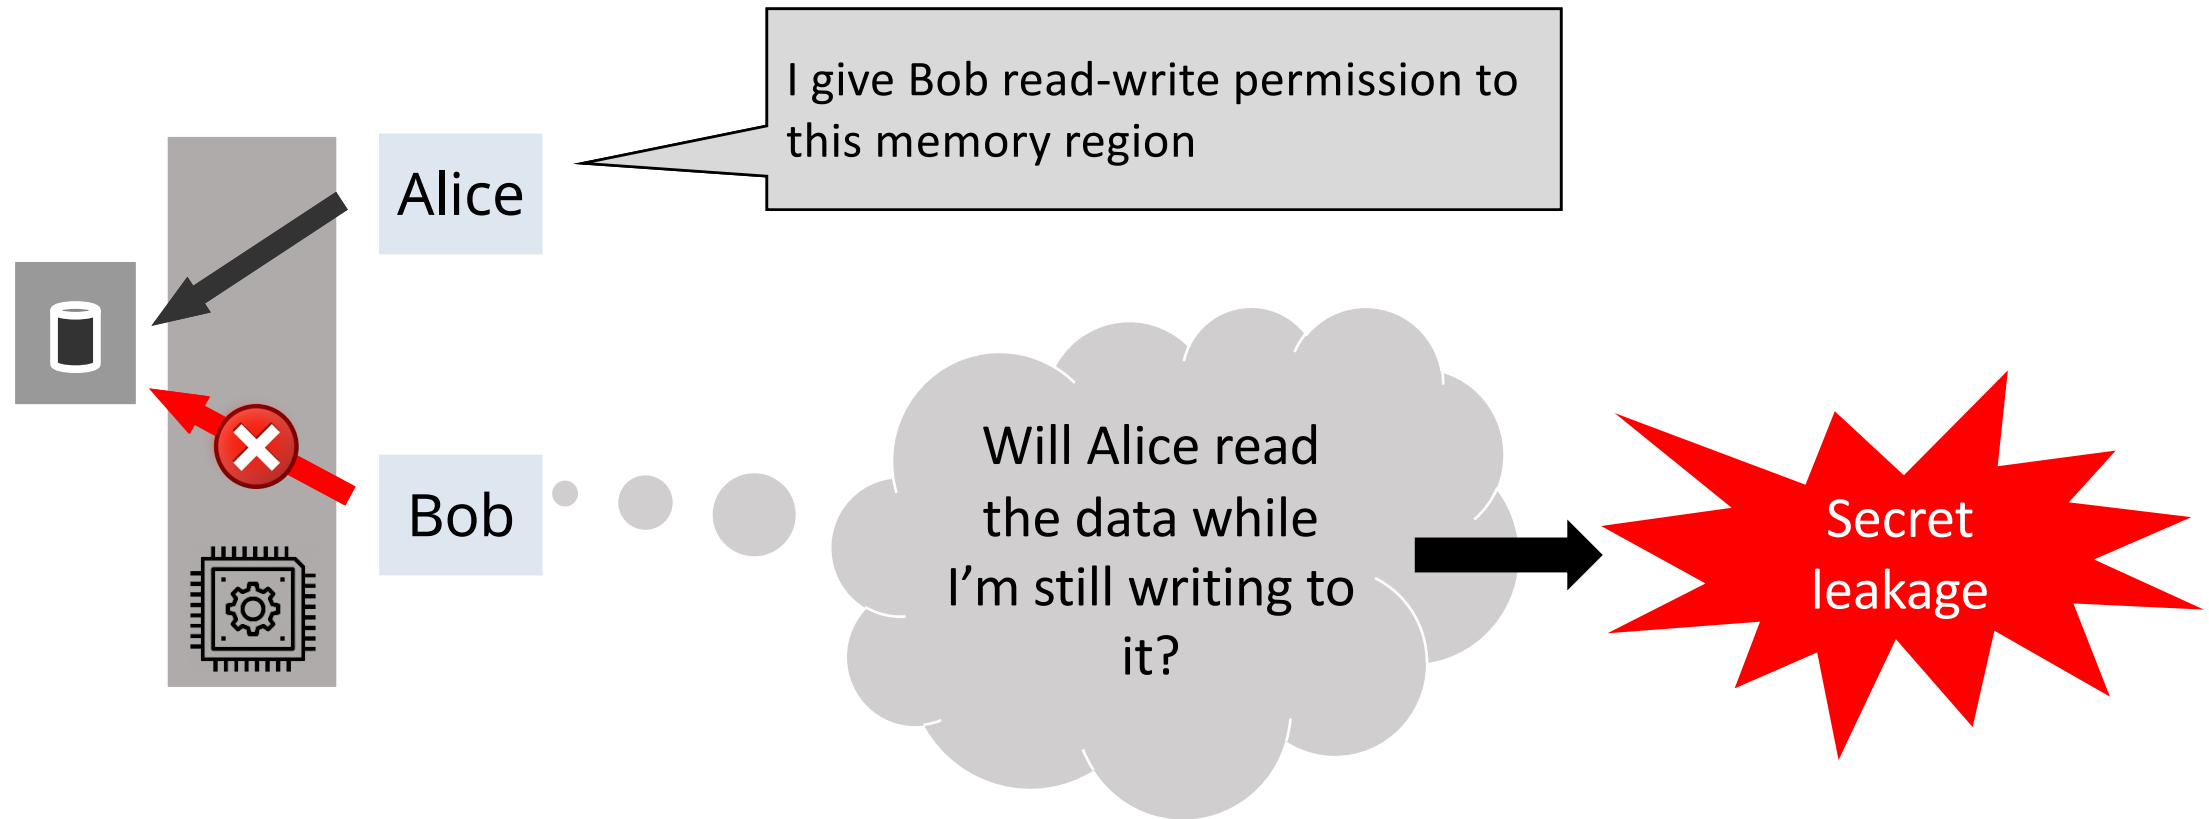 I give Bob read-write permission to
this memory region
Alice
Bob
Will Alice read
the data while
I’m still writing to
it?
Secret
leakage